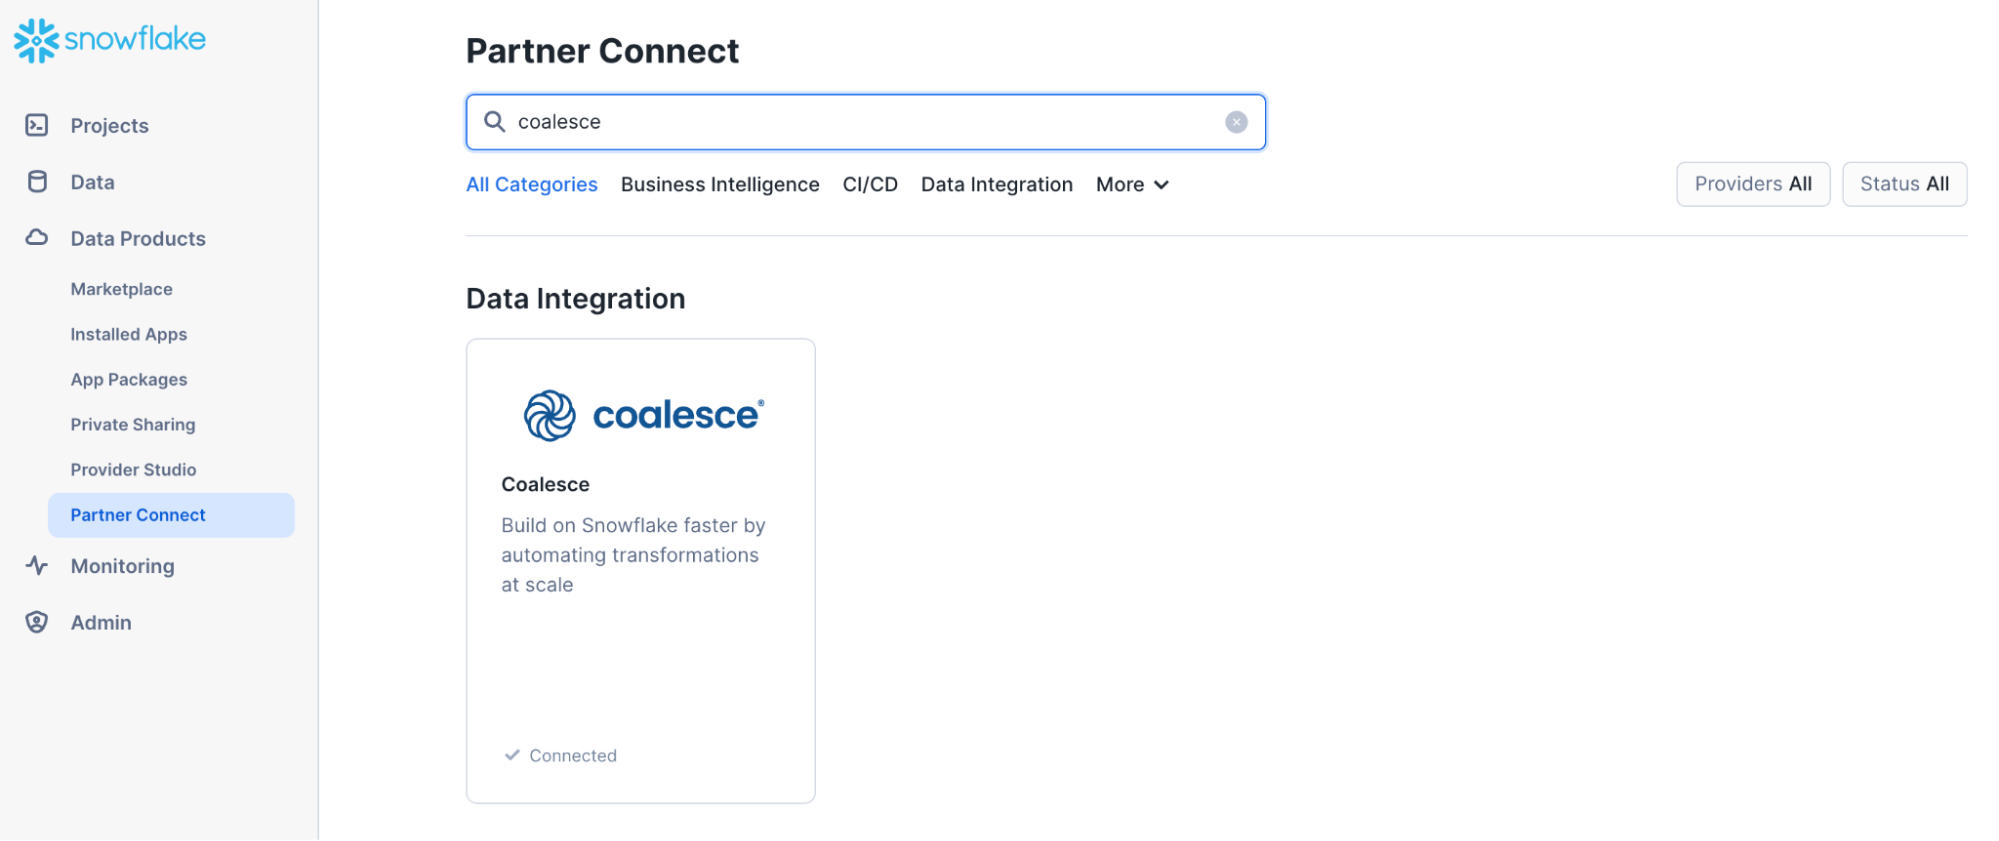 snowflake
Projects
Data
Data Products
Marketplace
Installed Apps
App Packages
Private Sharing
Provider Studio
Partner Connect
Monitoring
Admin
Partner Connect
coalesce
All Categories Business Intelligence CI/CD Data Integration More
Providers All Status All
Data Integration
coalesce®
Coalesce
Build on Snowflake faster by
automating transformations
at scale
Connected